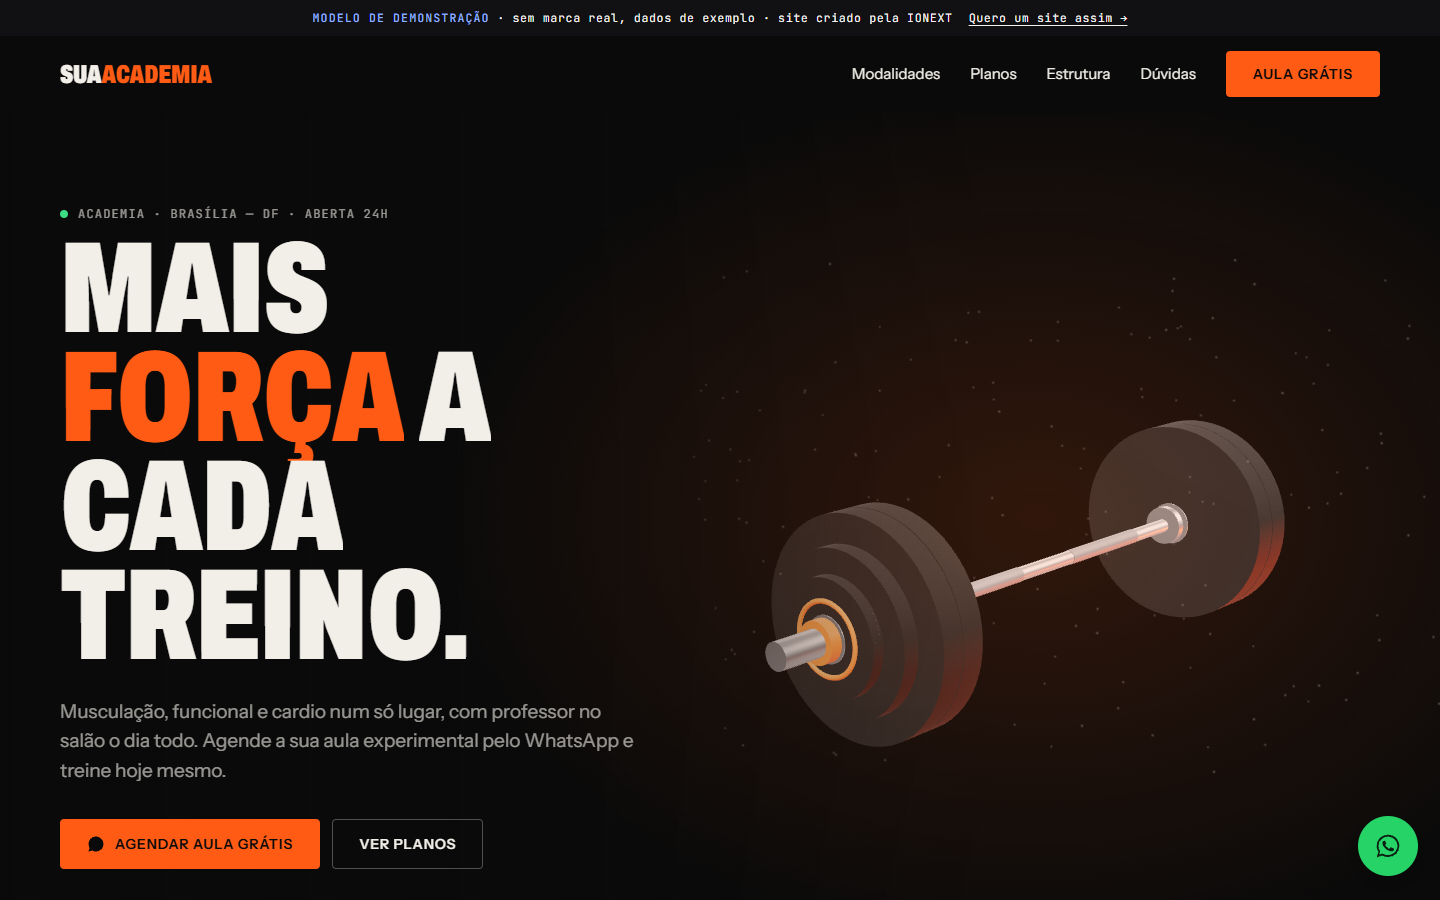 MODELO DE DEMONSTRAÇÃO · sem marca real, dados de exemplo · site criado pela IONEXT Quero um site assim →
SUAACADEMIA
Modalidades Planos Estrutura Dúvidas AULA GRÁTIS
ACADEMIA · BRASÍLIA — DF · ABERTA 24H
MAIS
FORÇA A
CADA
TREINO.
Musculação, funcional e cardio num só lugar, com professor no
salão o dia todo. Agende a sua aula experimental pelo WhatsApp e
treine hoje mesmo.
AGENDAR AULA GRÁTIS VER PLANOS